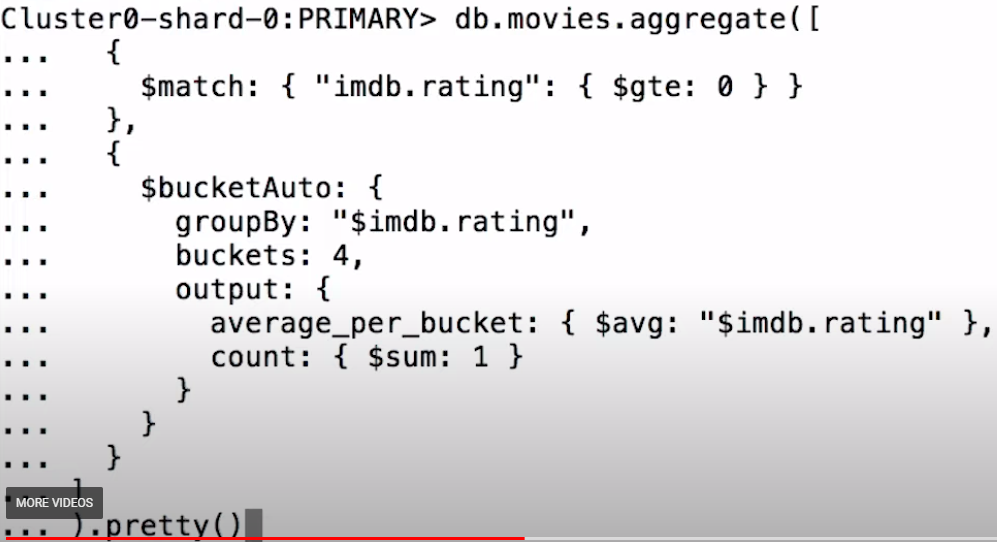 Cluster0-shard-0:PRIMARY> db.movies.aggregate([
...   {
...     $match: { "imdb.rating": { $gte: 0 } }
...   },
...   {
...     $bucketAuto: {
...       groupBy: "$imdb.rating",
...       buckets: 4,
...       output: {
...         average_per_bucket: { $avg: "$imdb.rating" },
...         count: { $sum: 1 }
...       }
...     }
...   }
... ]
MORE VIDEOS
... ).pretty()